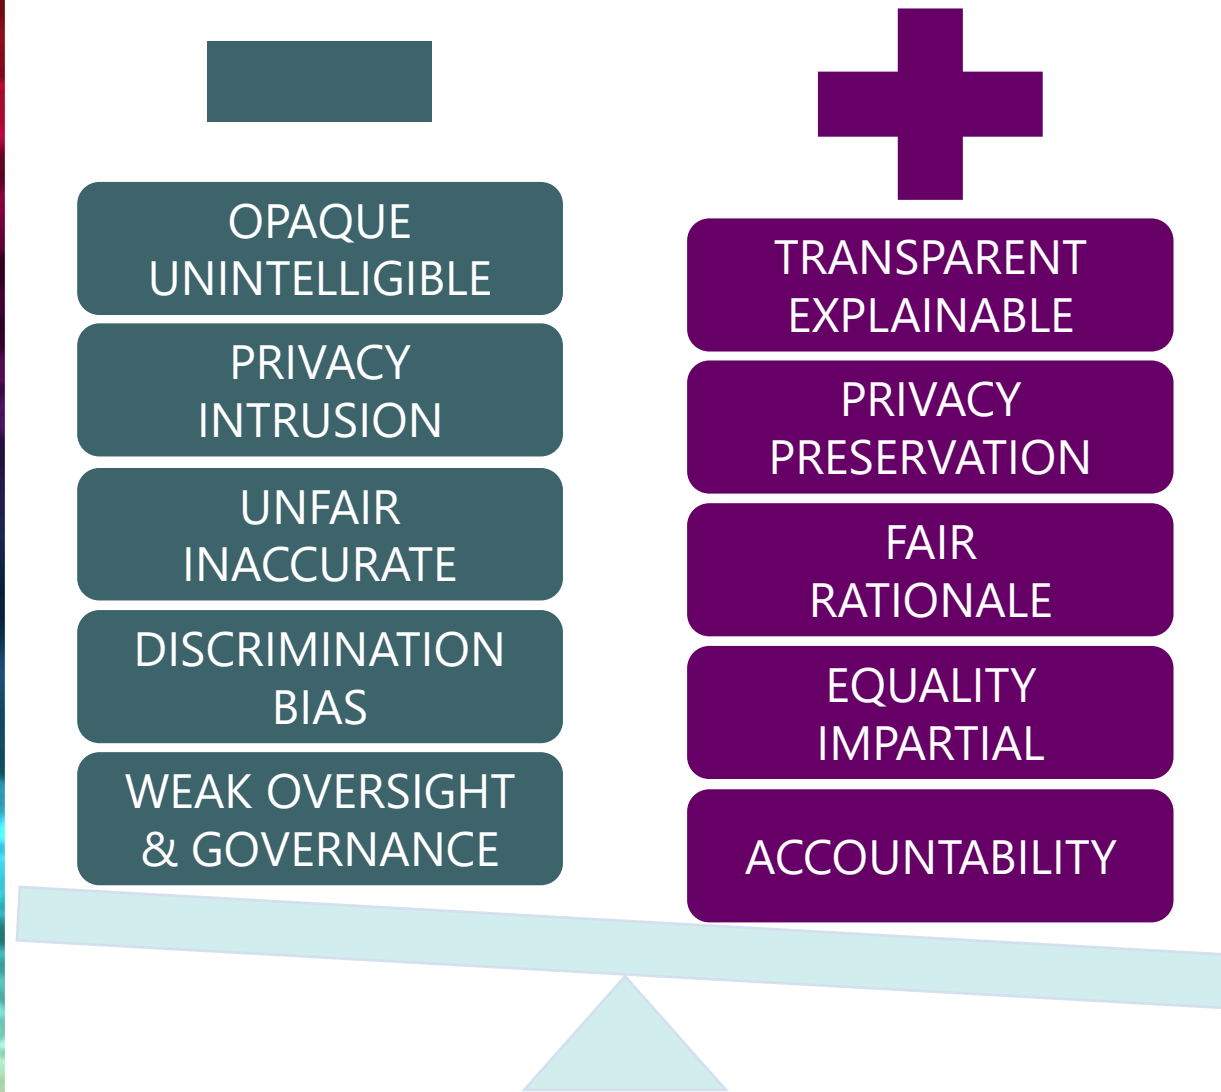 OPAQUE
UNINTELLIGIBLE
PRIVACY
INTRUSION
UNFAIR
INACCURATE
DISCRIMINATION
BIAS
WEAK OVERSIGHT
& GOVERNANCE
TRANSPARENT
EXPLAINABLE
PRIVACY
PRESERVATION
FAIR
RATIONALE
EQUALITY
IMPARTIAL
ACCOUNTABILITY